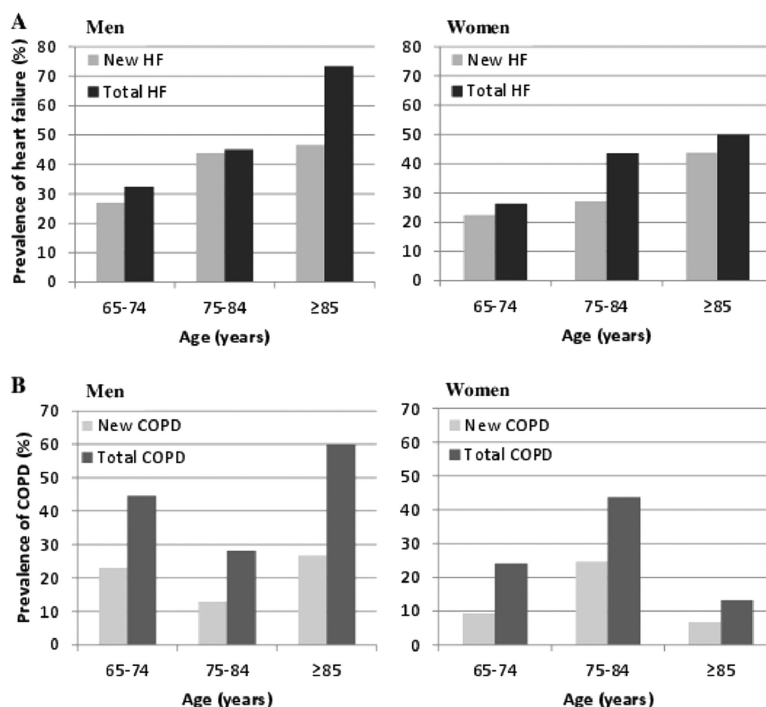 A
Men
Women
Prevalence of heart failure (%)
80
70
60
50
40
30
20
10
0
New HF
Total HF
65-74
75-84
≥85
Age (years)
80
70
60
50
40
30
20
10
0
New HF
Total HF
65-74
75-84
≥85
Age (years)
B
Men
Women
Prevalence of COPD (%)
70
60
50
40
30
20
10
0
New COPD
Total COPD
65-74
75-84
≥85
Age (years)
70
60
50
40
30
20
10
0
New COPD
Total COPD
65-74
75-84
≥85
Age (years)